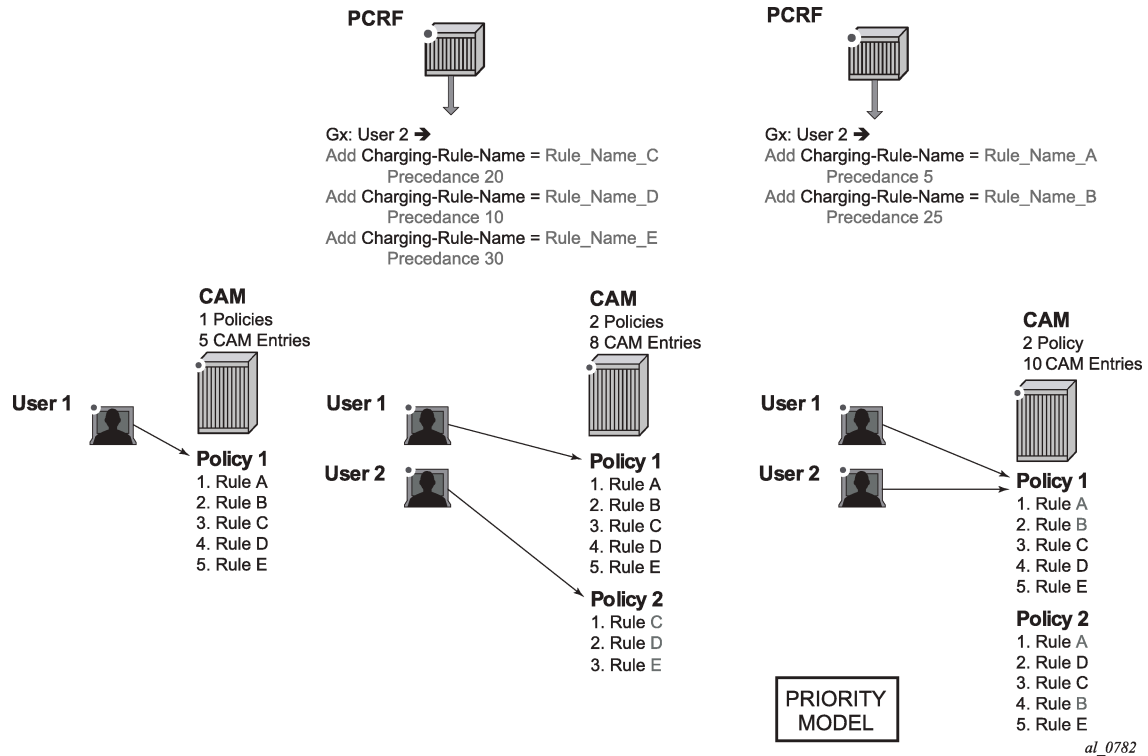 PCRF
Gx: User 2 ➔
Add Charging-Rule-Name = Rule_Name_C
Precedance 20
Add Charging-Rule-Name = Rule_Name_D
Precedance 10
Add Charging-Rule-Name = Rule_Name_E
Precedance 30
PCRF
Gx: User 2 ➔
Add Charging-Rule-Name = Rule_Name_A
Precedance 5
Add Charging-Rule-Name = Rule_Name_B
Precedance 25
CAM
1 Policies
5 CAM Entries
User 1
Policy 1
1. Rule A
2. Rule B
3. Rule C
4. Rule D
5. Rule E
CAM
2 Policies
8 CAM Entries
User 1
User 2
Policy 1
1. Rule A
2. Rule B
3. Rule C
4. Rule D
5. Rule E
Policy 2
1. Rule C
2. Rule D
3. Rule E
CAM
2 Policy
10 CAM Entries
User 1
User 2
Policy 1
1. Rule A
2. Rule B
3. Rule C
4. Rule D
5. Rule E
Policy 2
1. Rule A
2. Rule D
3. Rule C
4. Rule B
5. Rule E
PRIORITY
MODEL
al_0782